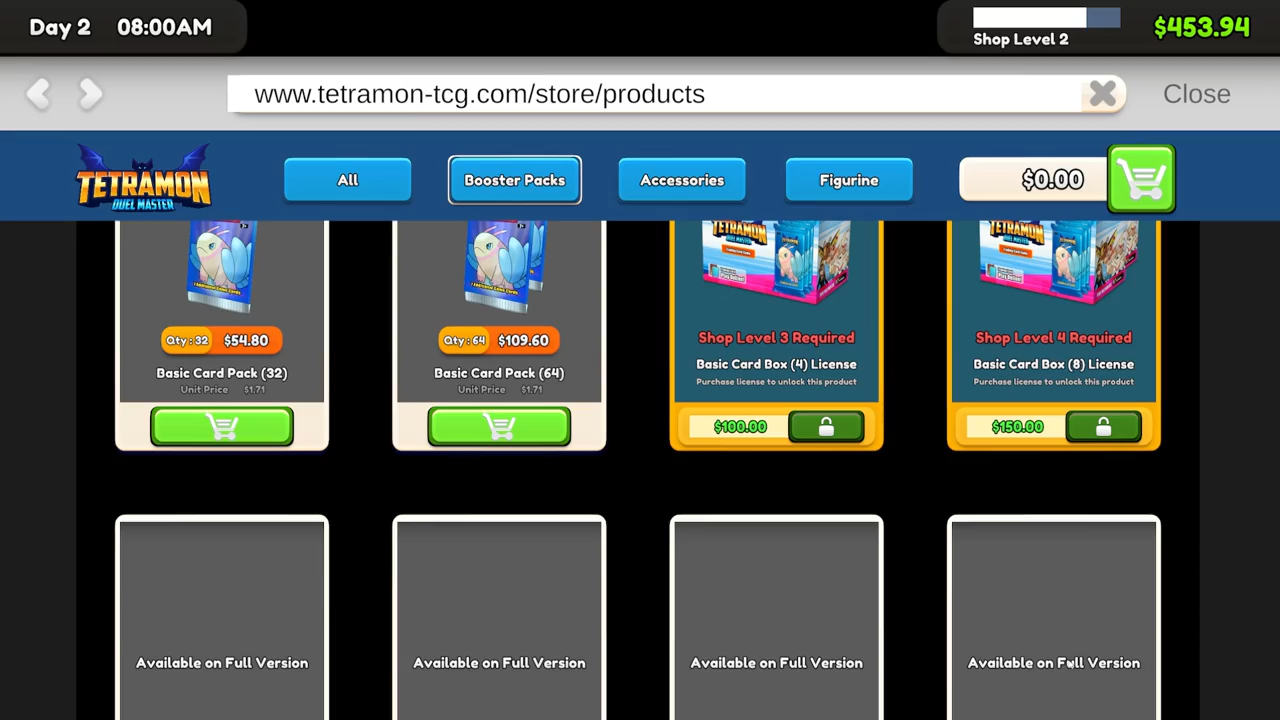 Day 2 08:00AM
Shop Level 2
$453.94
www.tetramon-tcg.com/store/products
Close
TETRAMON
DUEL MASTER
All
Booster Packs
Accessories
Figurine
$0.00
Qty : 32 $54.80
Basic Card Pack (32)
Unit Price $1.71
Qty : 64 $109.60
Basic Card Pack (64)
Unit Price $1.71
TETRAMON
Shop Level 3 Required
Basic Card Box (4) License
Purchase license to unlock this product
$100.00
TETRAMON
Shop Level 4 Required
Basic Card Box (8) License
Purchase license to unlock this product
$150.00
Available on Full Version
Available on Full Version
Available on Full Version
Available on Full Version